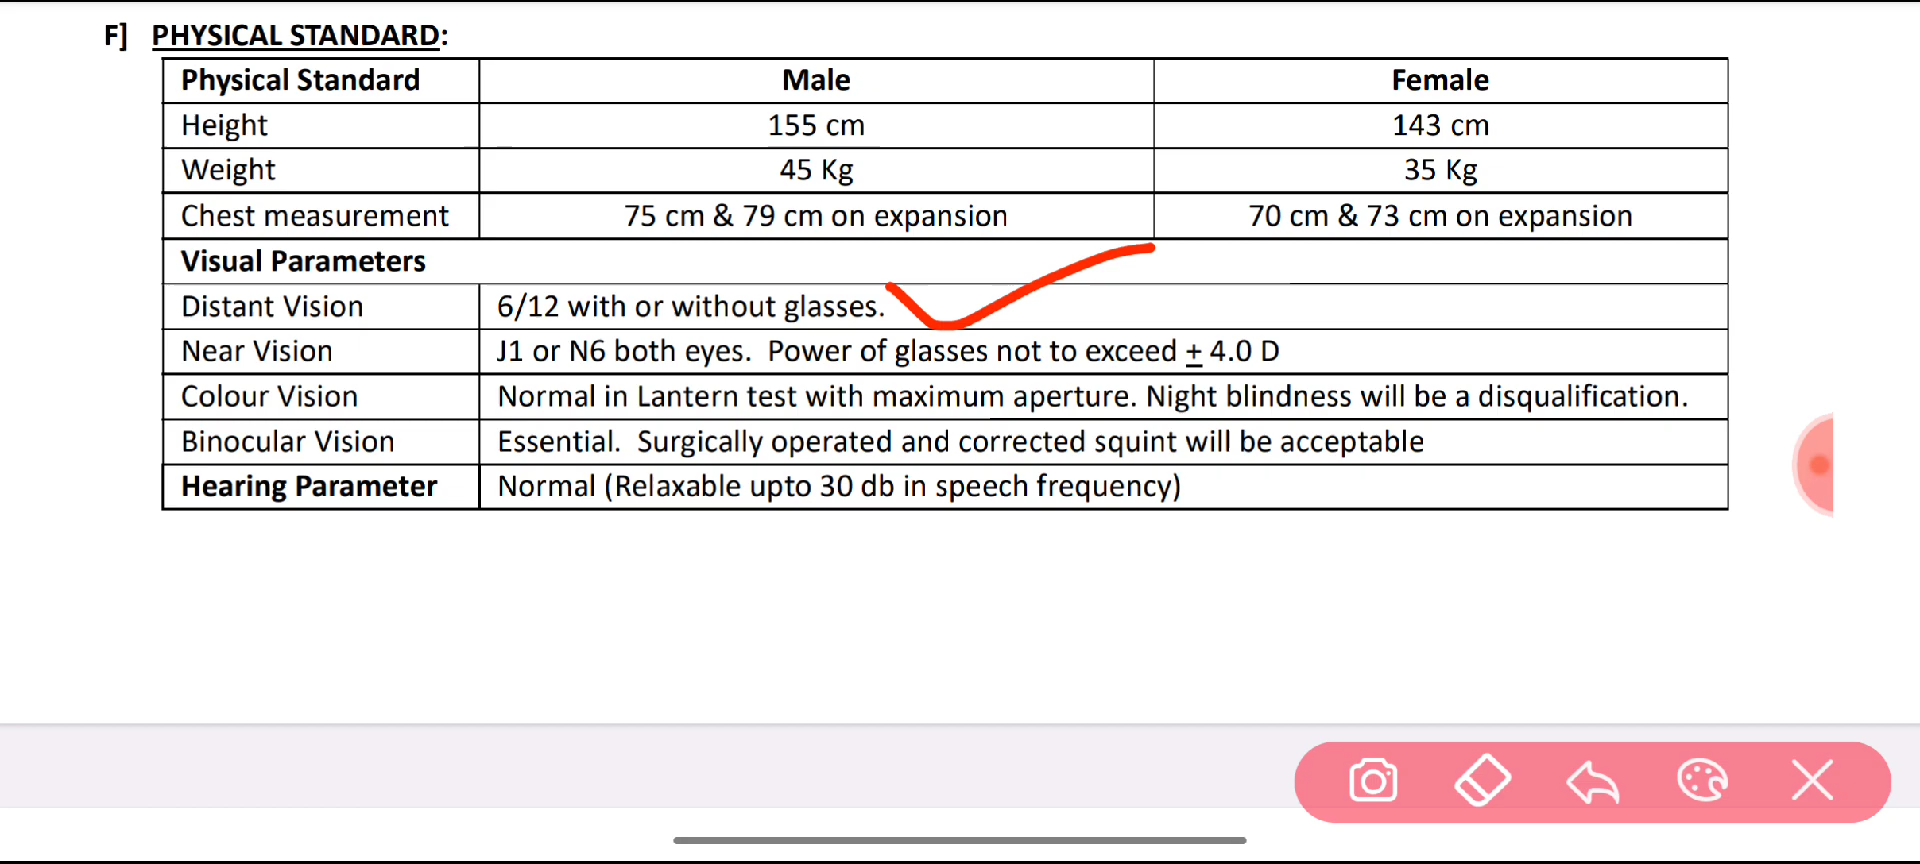 F] PHYSICAL STANDARD:
Physical Standard Male Female
Height 155 cm 143 cm
Weight 45 Kg 35 Kg
Chest measurement 75 cm & 79 cm on expansion 70 cm & 73 cm on expansion
Visual Parameters
Distant Vision 6/12 with or without glasses.
Near Vision J1 or N6 both eyes. Power of glasses not to exceed ± 4.0 D
Colour Vision Normal in Lantern test with maximum aperture. Night blindness will be a disqualification.
Binocular Vision Essential. Surgically operated and corrected squint will be acceptable
Hearing Parameter Normal (Relaxable upto 30 db in speech frequency)